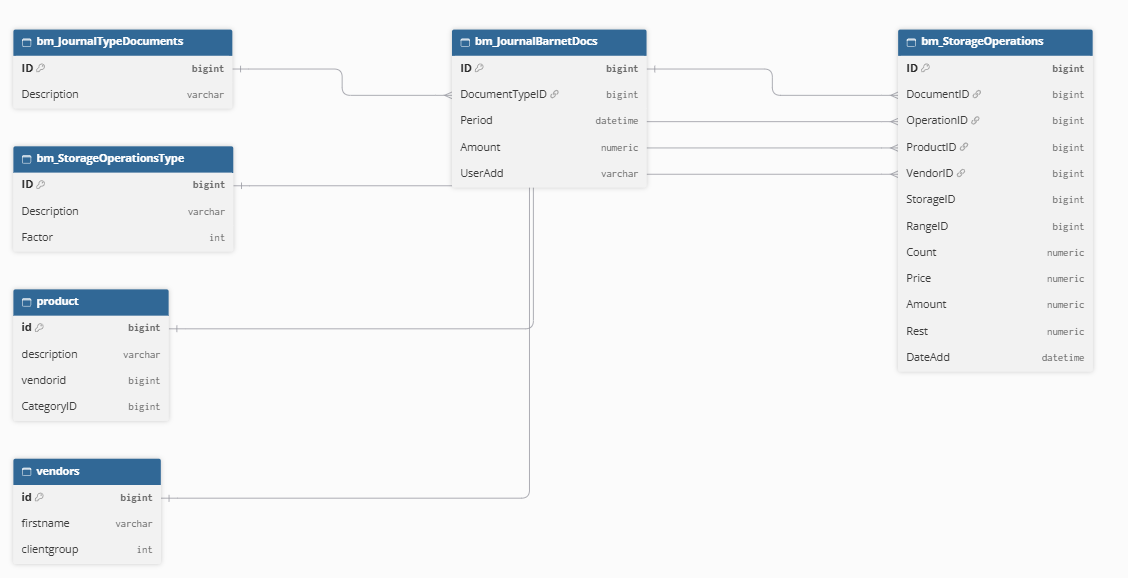 bm_JournalTypeDocuments
ID bigint
Description varchar
bm_StorageOperationsType
ID bigint
Description varchar
Factor int
product
id bigint
description varchar
vendorid bigint
CategoryID bigint
vendors
id bigint
firstname varchar
clientgroup int
bm_JournalBarnetDocs
ID bigint
DocumentTypeID bigint
Period datetime
Amount numeric
UserAdd varchar
bm_StorageOperations
ID bigint
DocumentID bigint
OperationID bigint
ProductID bigint
VendorID bigint
StorageID bigint
RangeID bigint
Count numeric
Price numeric
Amount numeric
Rest numeric
DateAdd datetime